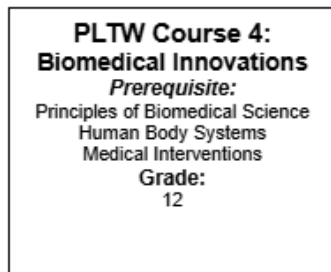 PLTW Course 4:
Biomedical Innovations
Prerequisite:
Principles of Biomedical Science
Human Body Systems
Medical Interventions
Grade:
12